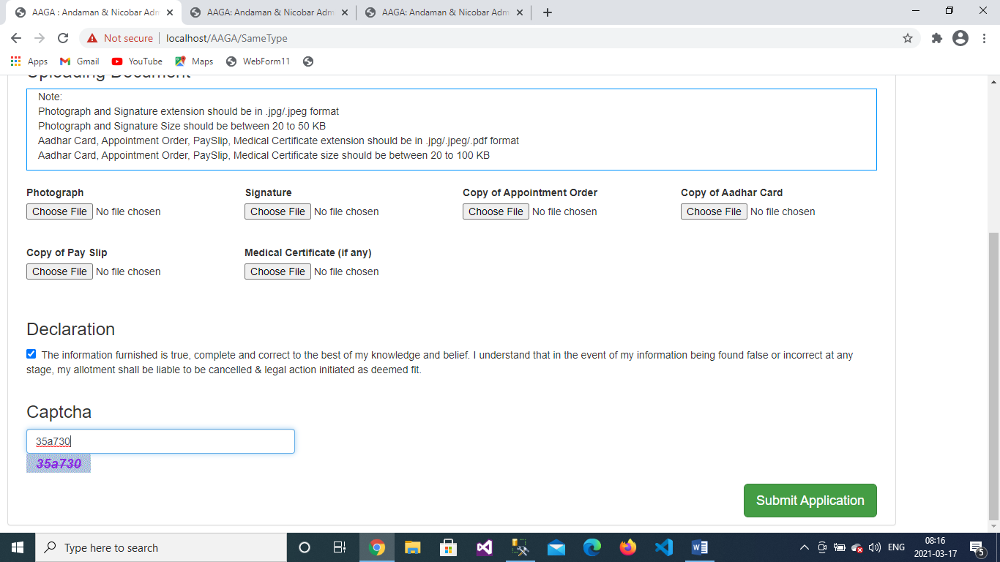 AAGA : Andaman & Nicobar Adm
AAGA: Andaman & Nicobar Adm
AAGA: Andaman & Nicobar Adm
Not secure
localhost/AAGA/SameType
Apps
Gmail
YouTube
Maps
WebForm11
Uploading Document
Note:
Photograph and Signature extension should be in .jpg/.jpeg format
Photograph and Signature Size should be between 20 to 50 KB
Aadhar Card, Appointment Order, PaySlip, Medical Certificate extension should be in .jpg/.jpeg/.pdf format
Aadhar Card, Appointment Order, PaySlip, Medical Certificate size should be between 20 to 100 KB
Photograph
Choose File No file chosen
Signature
Choose File No file chosen
Copy of Appointment Order
Choose File No file chosen
Copy of Aadhar Card
Choose File No file chosen
Copy of Pay Slip
Choose File No file chosen
Medical Certificate (if any)
Choose File No file chosen
Declaration
The information furnished is true, complete and correct to the best of my knowledge and belief. I understand that in the event of my information being found false or incorrect at any
stage, my allotment shall be liable to be cancelled & legal action initiated as deemed fit.
Captcha
35a730
35a730
Submit Application
Type here to search
ENG
08:16
2021-03-17
5